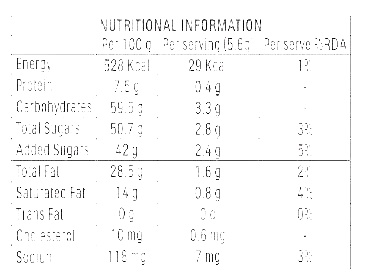 NUTRITIONAL INFORMATION
Per 100 g Per serving (5.6g Per serve %RDA
Energy 528 Kcal 29 Kcal 1%
Protein 7.5 g 0.4 g -
Carbohydrates 59.5 g 3.3 g -
Total Sugars 50.7 g 2.8 g 3%
Added Sugars 42 g 2.4 g 5%
Total Fat 28.5 g 1.6 g 2%
Saturated Fat 14 g 0.8 g 4%
Trans Fat 0 g 0 g 0%
Cholesterol 10 mg 0.6 mg -
Sodium 118 mg 7 mg